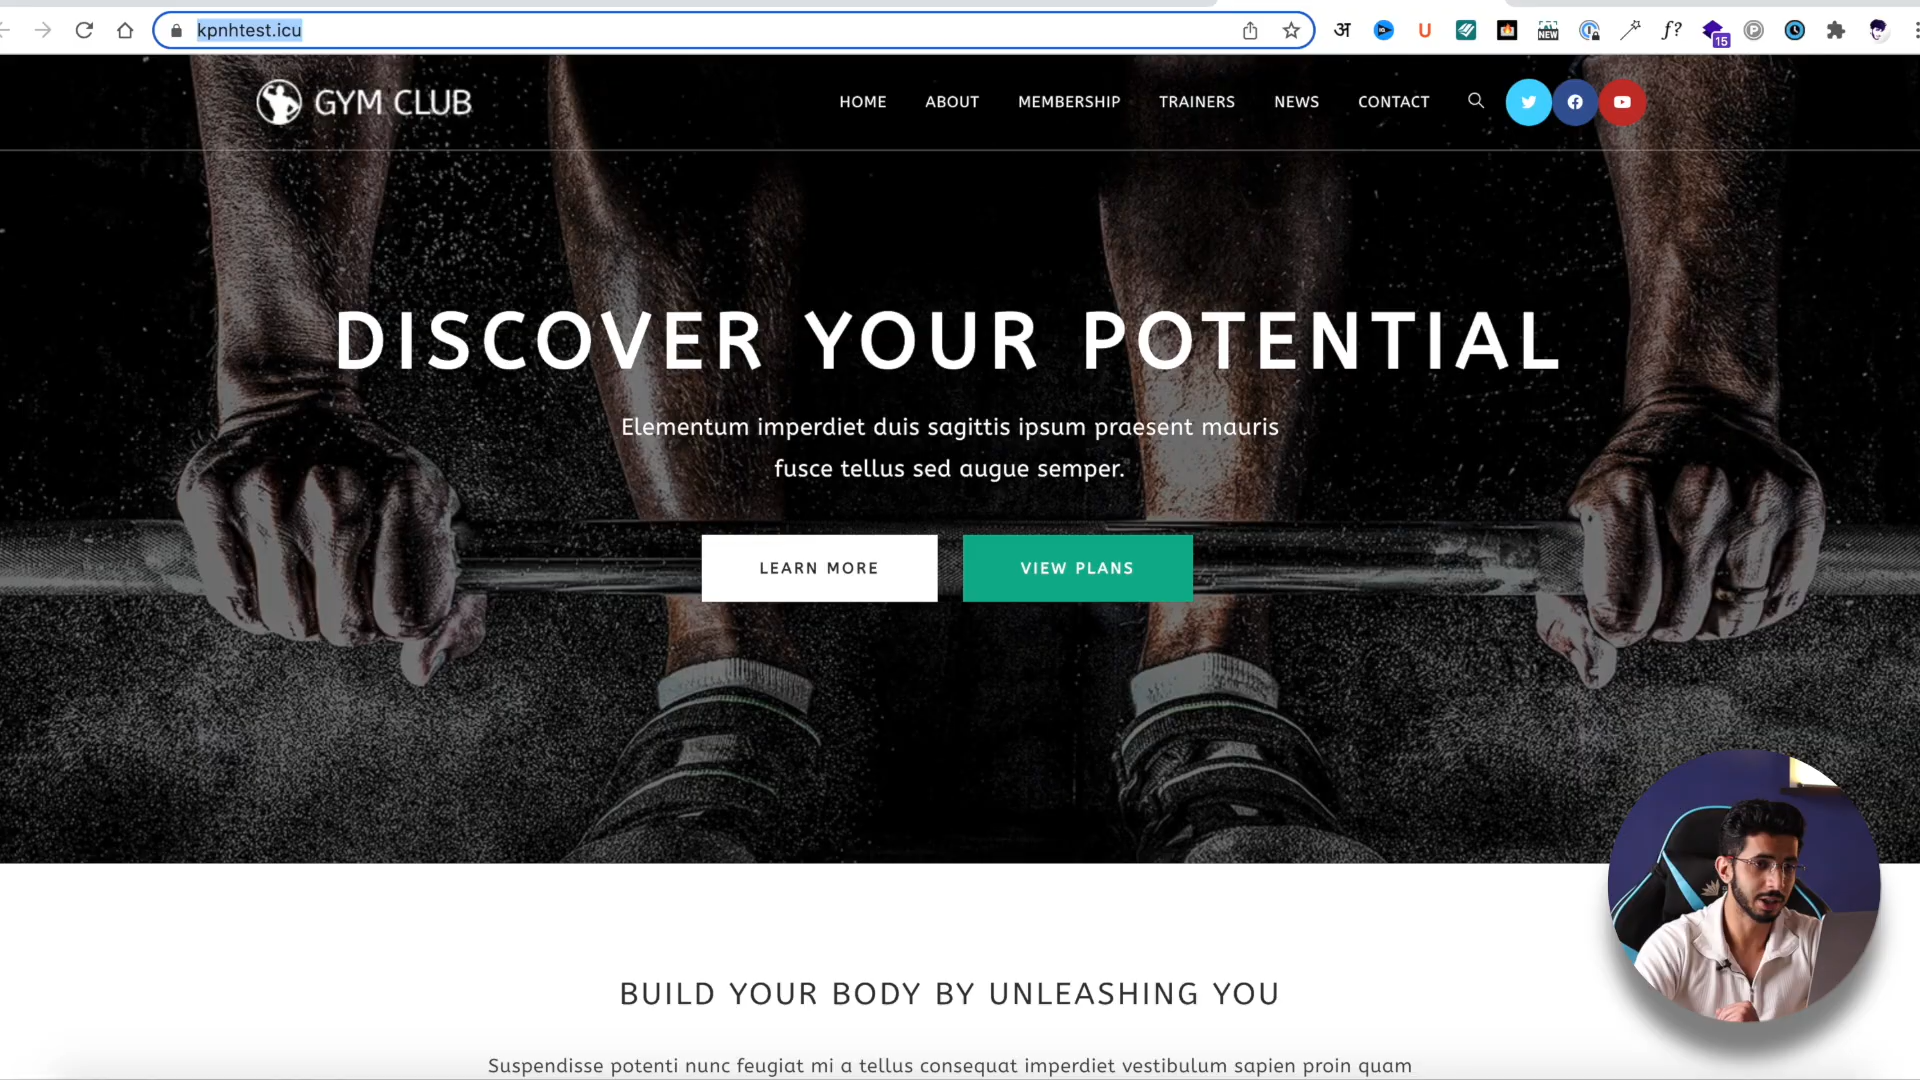 kpnhtest.icu
अ
U
NEW
f?
15
P
GYM CLUB
HOME
ABOUT
MEMBERSHIP
TRAINERS
NEWS
CONTACT
DISCOVER YOUR POTENTIAL
Elementum imperdiet duis sagittis ipsum praesent mauris
fusce tellus sed augue semper.
LEARN MORE
VIEW PLANS
BUILD YOUR BODY BY UNLEASHING YOU
Suspendisse potenti nunc feugiat mi a tellus consequat imperdiet vestibulum sapien proin quam